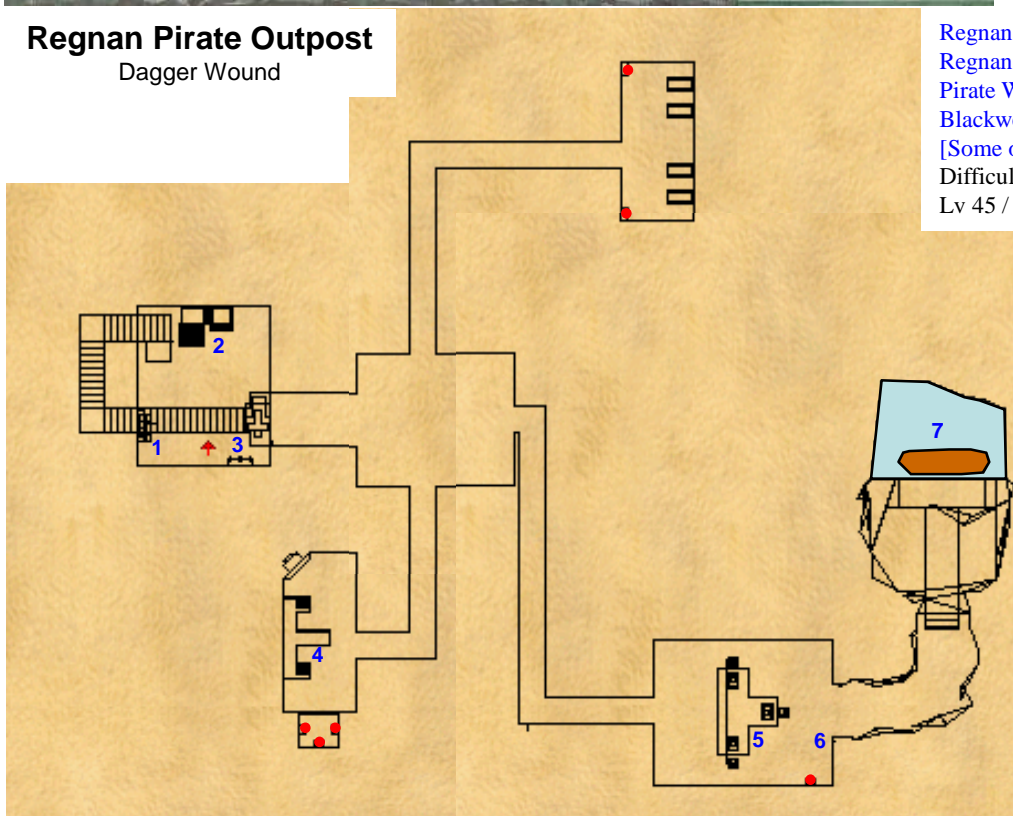 Regnan Pirate Outpost
Dagger Wound
Regnan
Regnan
Pirate
Blackw
[Some
Difficul
Lv 45 /
2
1
3
7
4
5
6